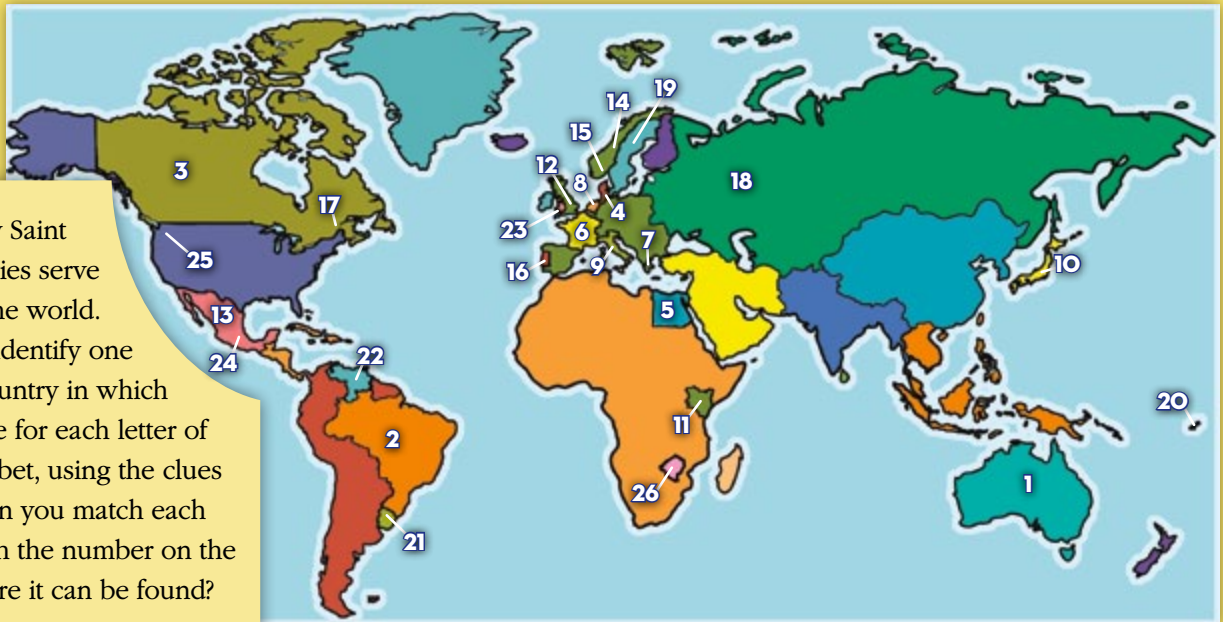 19
14
15
12
8
3
18
17
23
4
6
7
25
16
9
10
5
13
24
22
20
11
2
26
1
21
y Saint
ies serve
he world.
identify one
untry in which
e for each letter of
bet, using the clues
n you match each
h the number on the
re it can be found?